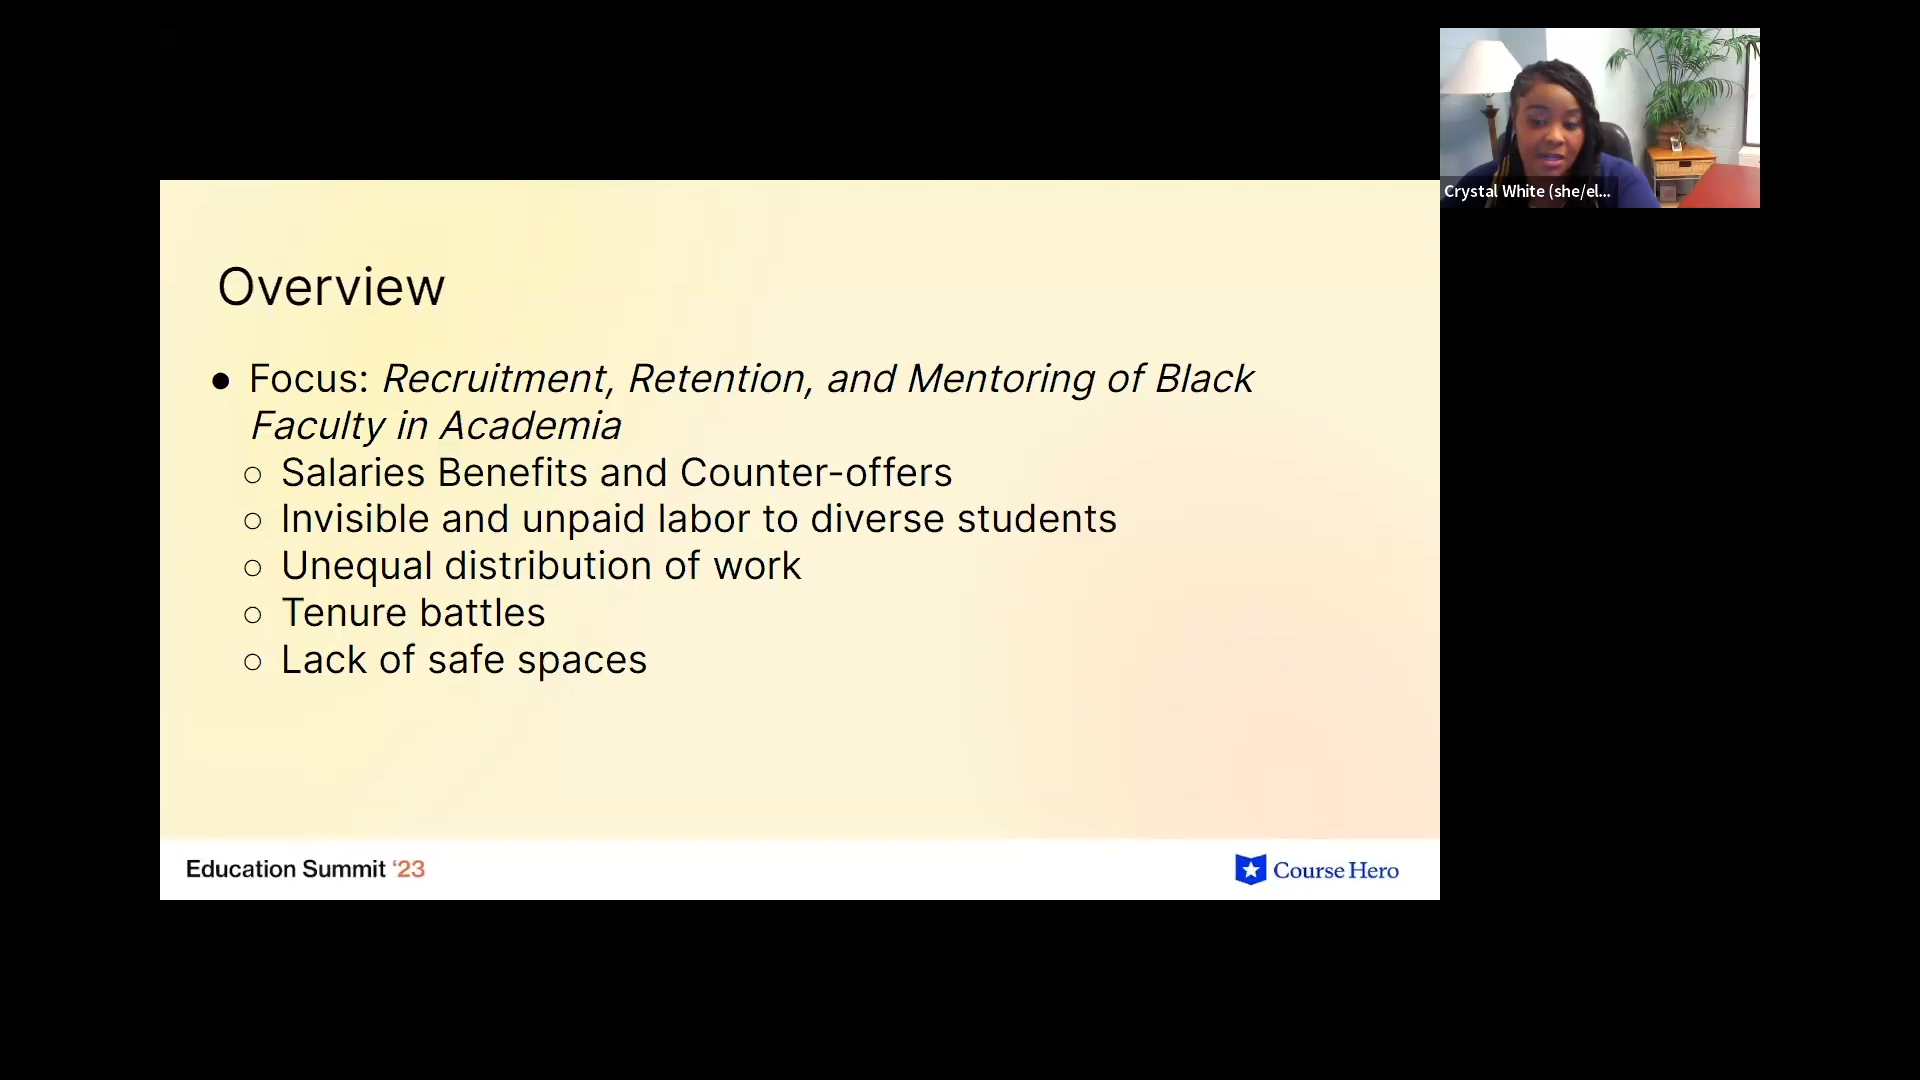 Crystal White (she/el...
Overview
● Focus: Recruitment, Retention, and Mentoring of Black
Faculty in Academia
○ Salaries Benefits and Counter-offers
○ Invisible and unpaid labor to diverse students
○ Unequal distribution of work
○ Tenure battles
○ Lack of safe spaces
Education Summit ‘23
Course Hero